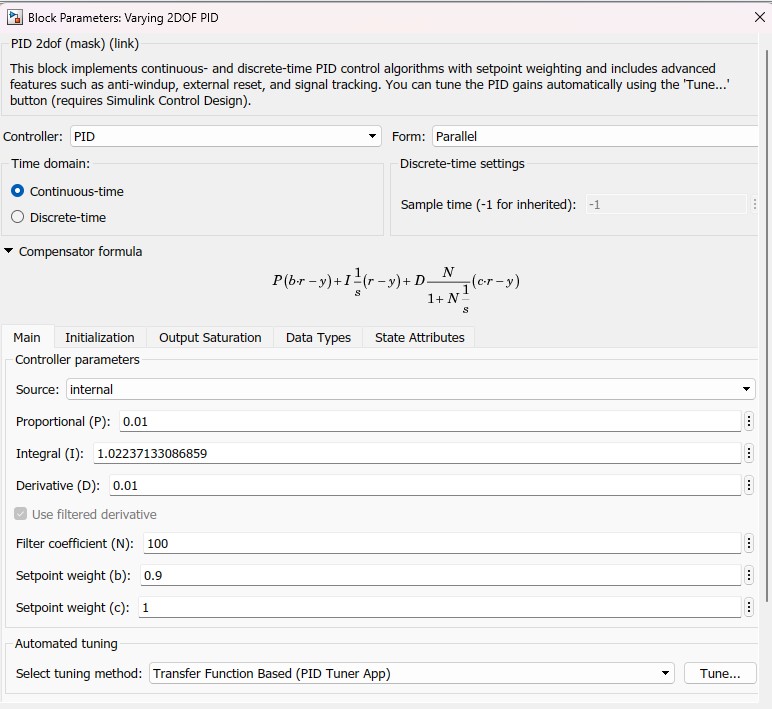 Block Parameters: Varying 2DOF PID
PID 2dof (mask) (link)
This block implements continuous- and discrete-time PID control algorithms with setpoint weighting and includes advanced
features such as anti-windup, external reset, and signal tracking. You can tune the PID gains automatically using the 'Tune...'
button (requires Simulink Control Design).
Controller: PID Form: Parallel
Time domain: Discrete-time settings
Continuous-time
Sample time (-1 for inherited): -1
Discrete-time
Compensator formula
P(b·r − y)+I 1/s (r − y)+ D N/(1+ N 1/s) (c·r − y)
Main Initialization Output Saturation Data Types State Attributes
Controller parameters
Source: internal
Proportional (P): 0.01
Integral (I): 1.02237133086859
Derivative (D): 0.01
Use filtered derivative
Filter coefficient (N): 100
Setpoint weight (b): 0.9
Setpoint weight (c): 1
Automated tuning
Select tuning method: Transfer Function Based (PID Tuner App) Tune...